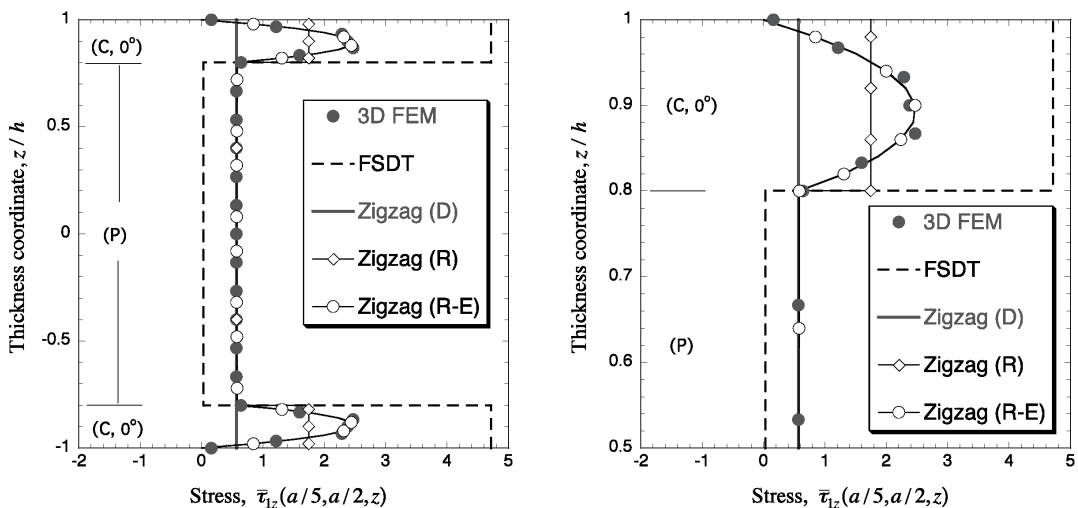 1
0.5
0
-0.5
-1
-2
-1
0
1
2
3
4
5
Thickness coordinate, z / h
(C, 0°)
(P)
(C, 0°)
3D FEM
FSDT
Zigzag (D)
Zigzag (R)
Zigzag (R-E)
Stress, τ̅₁z(a/5,a/2,z)
1
0.9
0.8
0.7
0.6
0.5
-2
-1
0
1
2
3
4
5
Thickness coordinate, z / h
(C, 0°)
(P)
3D FEM
FSDT
Zigzag (D)
Zigzag (R)
Zigzag (R-E)
Stress, τ̅₁z(a/5,a/2,z)